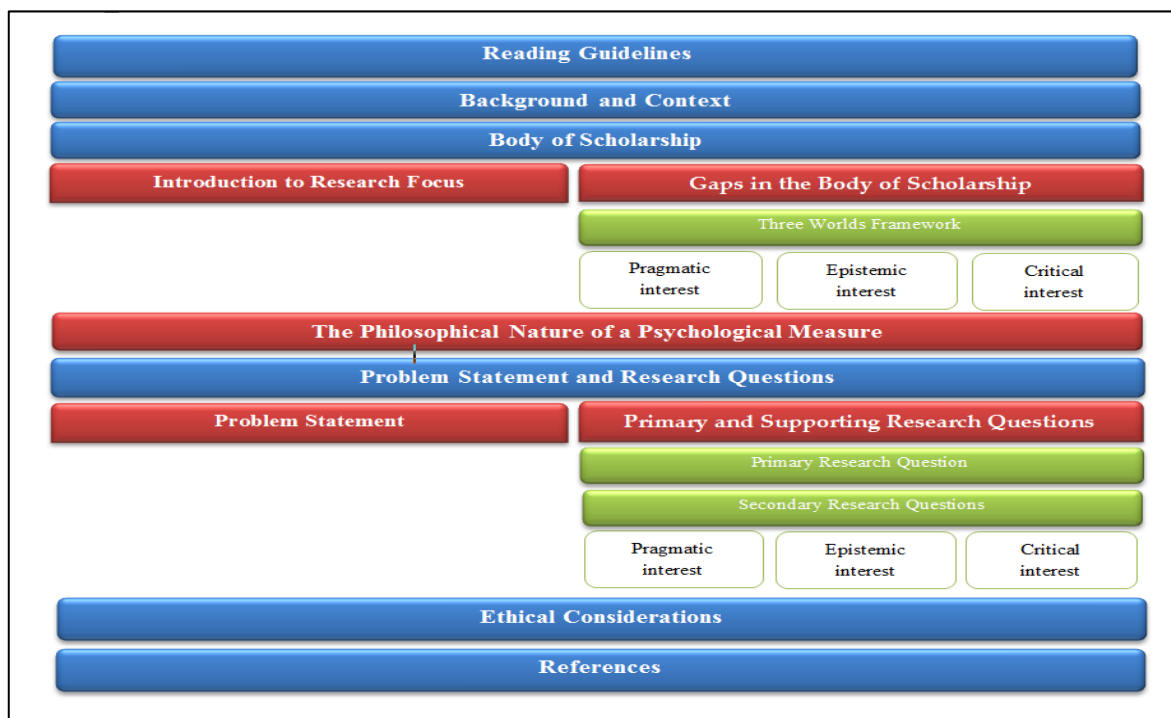 Reading Guidelines
Background and Context
Body of Scholarship
Introduction to Research Focus
Gaps in the Body of Scholarship
Three Worlds Framework
Pragmatic
interest
Epistemic
interest
Critical
interest
The Philosophical Nature of a Psychological Measure
Problem Statement and Research Questions
Problem Statement
Primary and Supporting Research Questions
Primary Research Question
Secondary Research Questions
Pragmatic
interest
Epistemic
interest
Critical
interest
Ethical Considerations
References